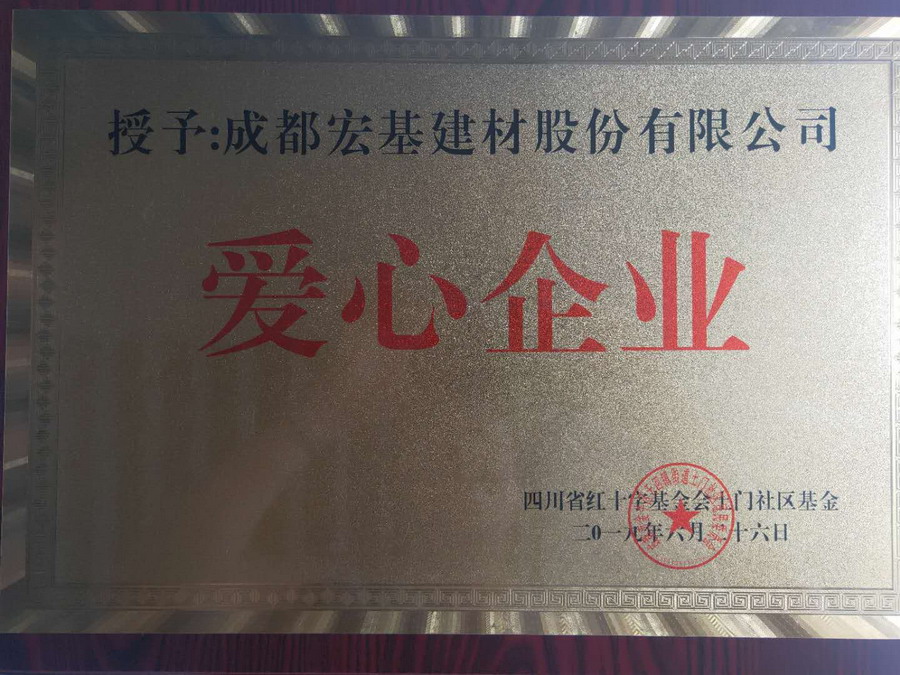 授予:成都宏基建材股份有限公司
爱心企业
四川省红十字基金会土门社区基金
二0一九年六月二十六日